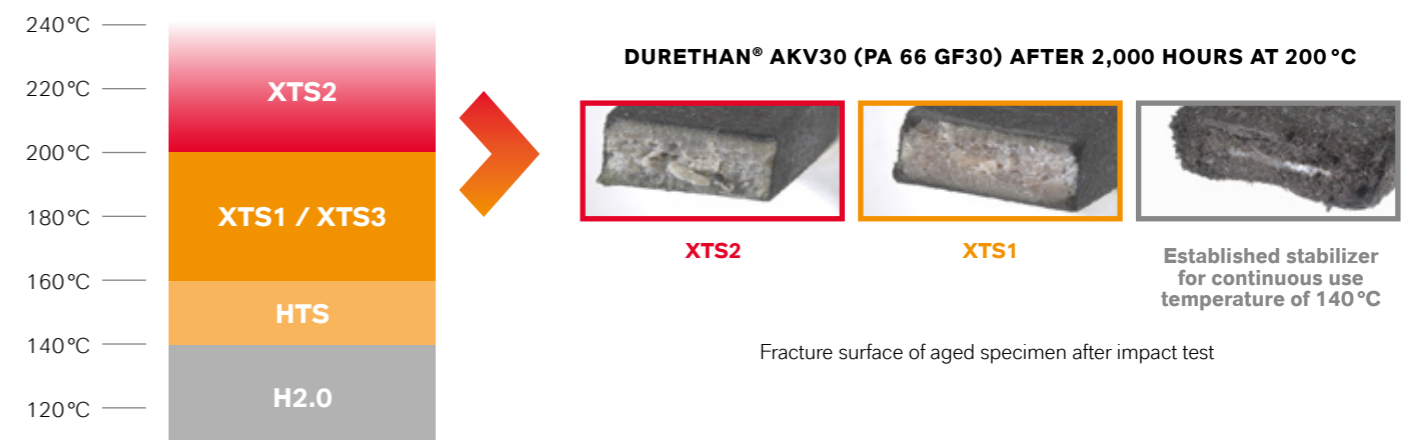 240 °C
220 °C
200 °C
180 °C
160 °C
140 °C
120 °C
XTS2
XTS1 / XTS3
HTS
H2.0
DURETHAN® AKV30 (PA 66 GF30) AFTER 2,000 HOURS AT 200 °C
XTS2
XTS1
Established stabilizer
for continuous use
temperature of 140 °C
Fracture surface of aged specimen after impact test